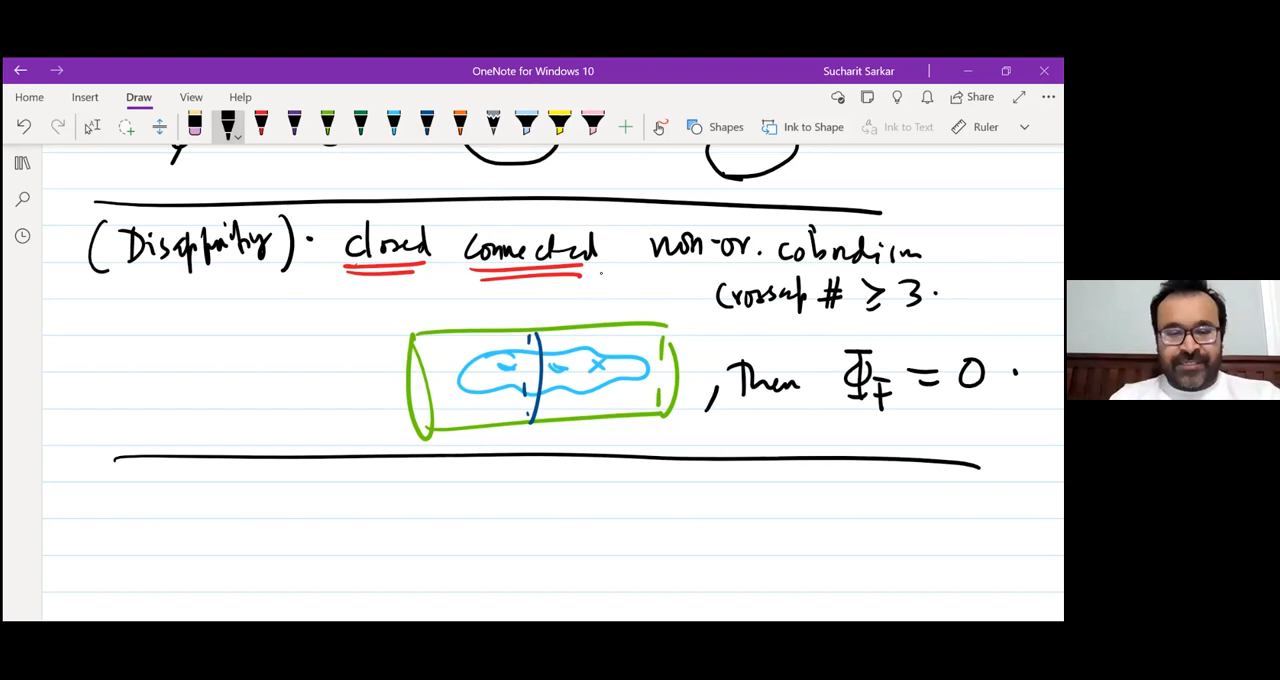 OneNote for Windows 10
Sucharit Sarkar
Home Insert Draw View Help
Share
Shapes Ink to Shape Ink to Text Ruler
closed connected non-or. cobordism
crosscap # ≥ 3.
, Then Φ_F = 0 .